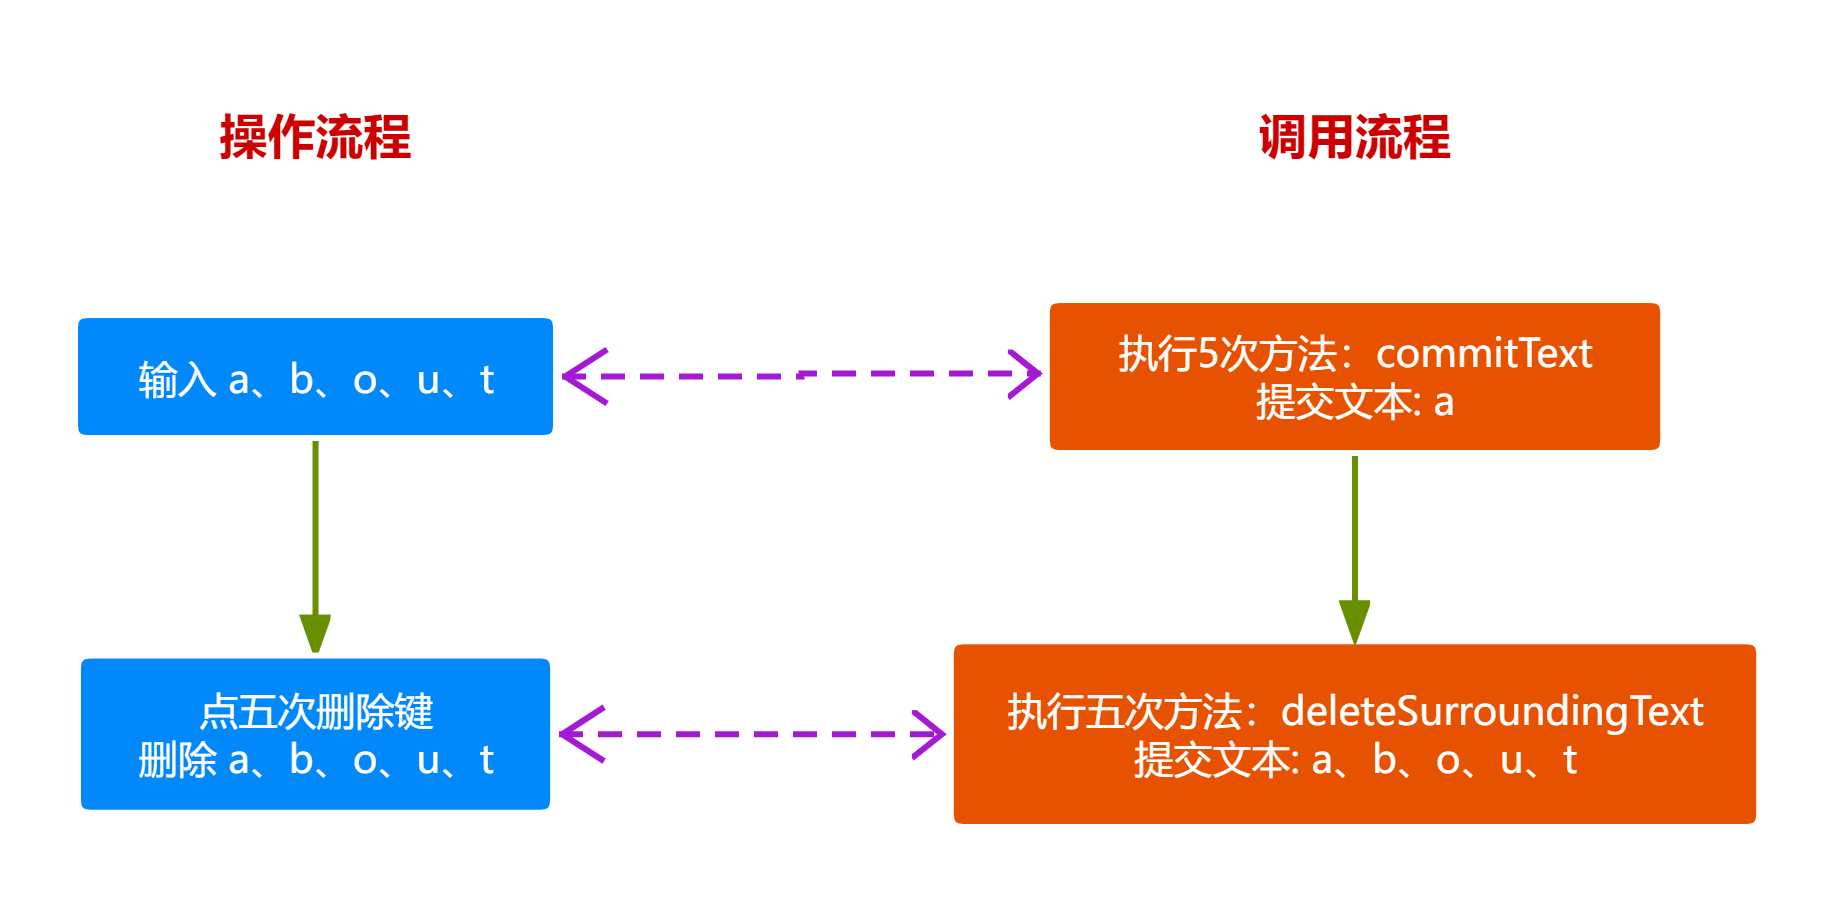 操作流程
调用流程
输入 a、b、o、u、t
执行5次方法：commitText
提交文本: a
点五次删除键
删除 a、b、o、u、t
执行五次方法：deleteSurroundingText
提交文本: a、b、o、u、t